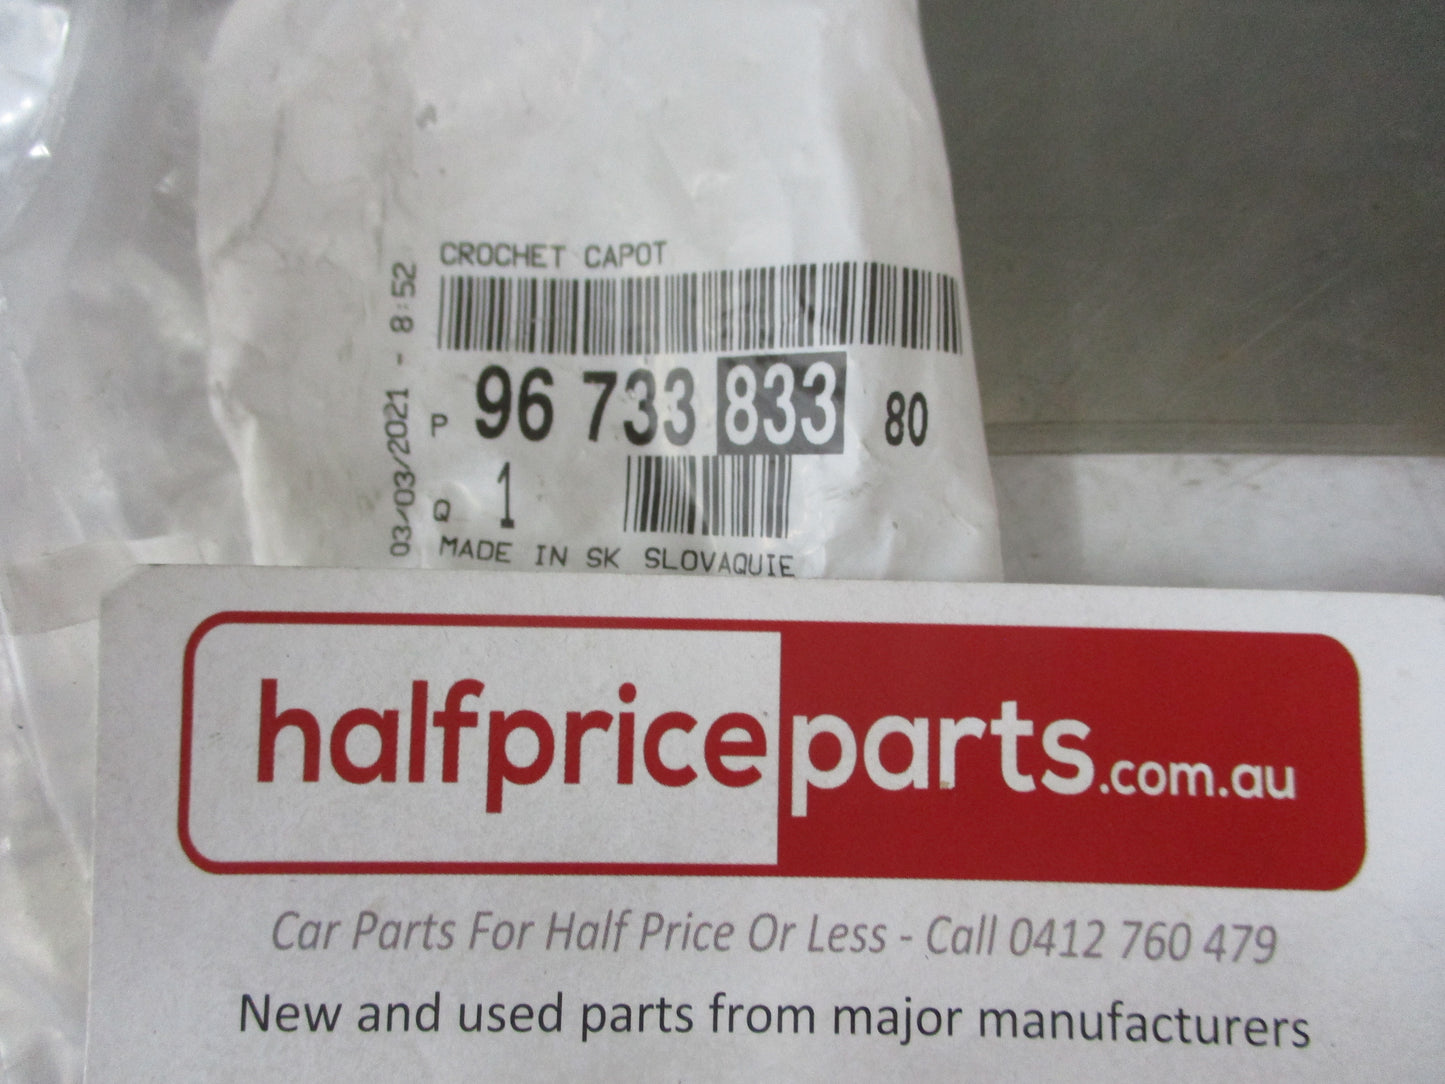 CROCHET CAPOT
03/03/2021 - 8:52
P 96 733 833 80
Q 1
MADE IN SK SLOVAQUIE
halfpriceparts.com.au
Car Parts For Half Price Or Less - Call 0412 760 479
New and used parts from major manufacturers